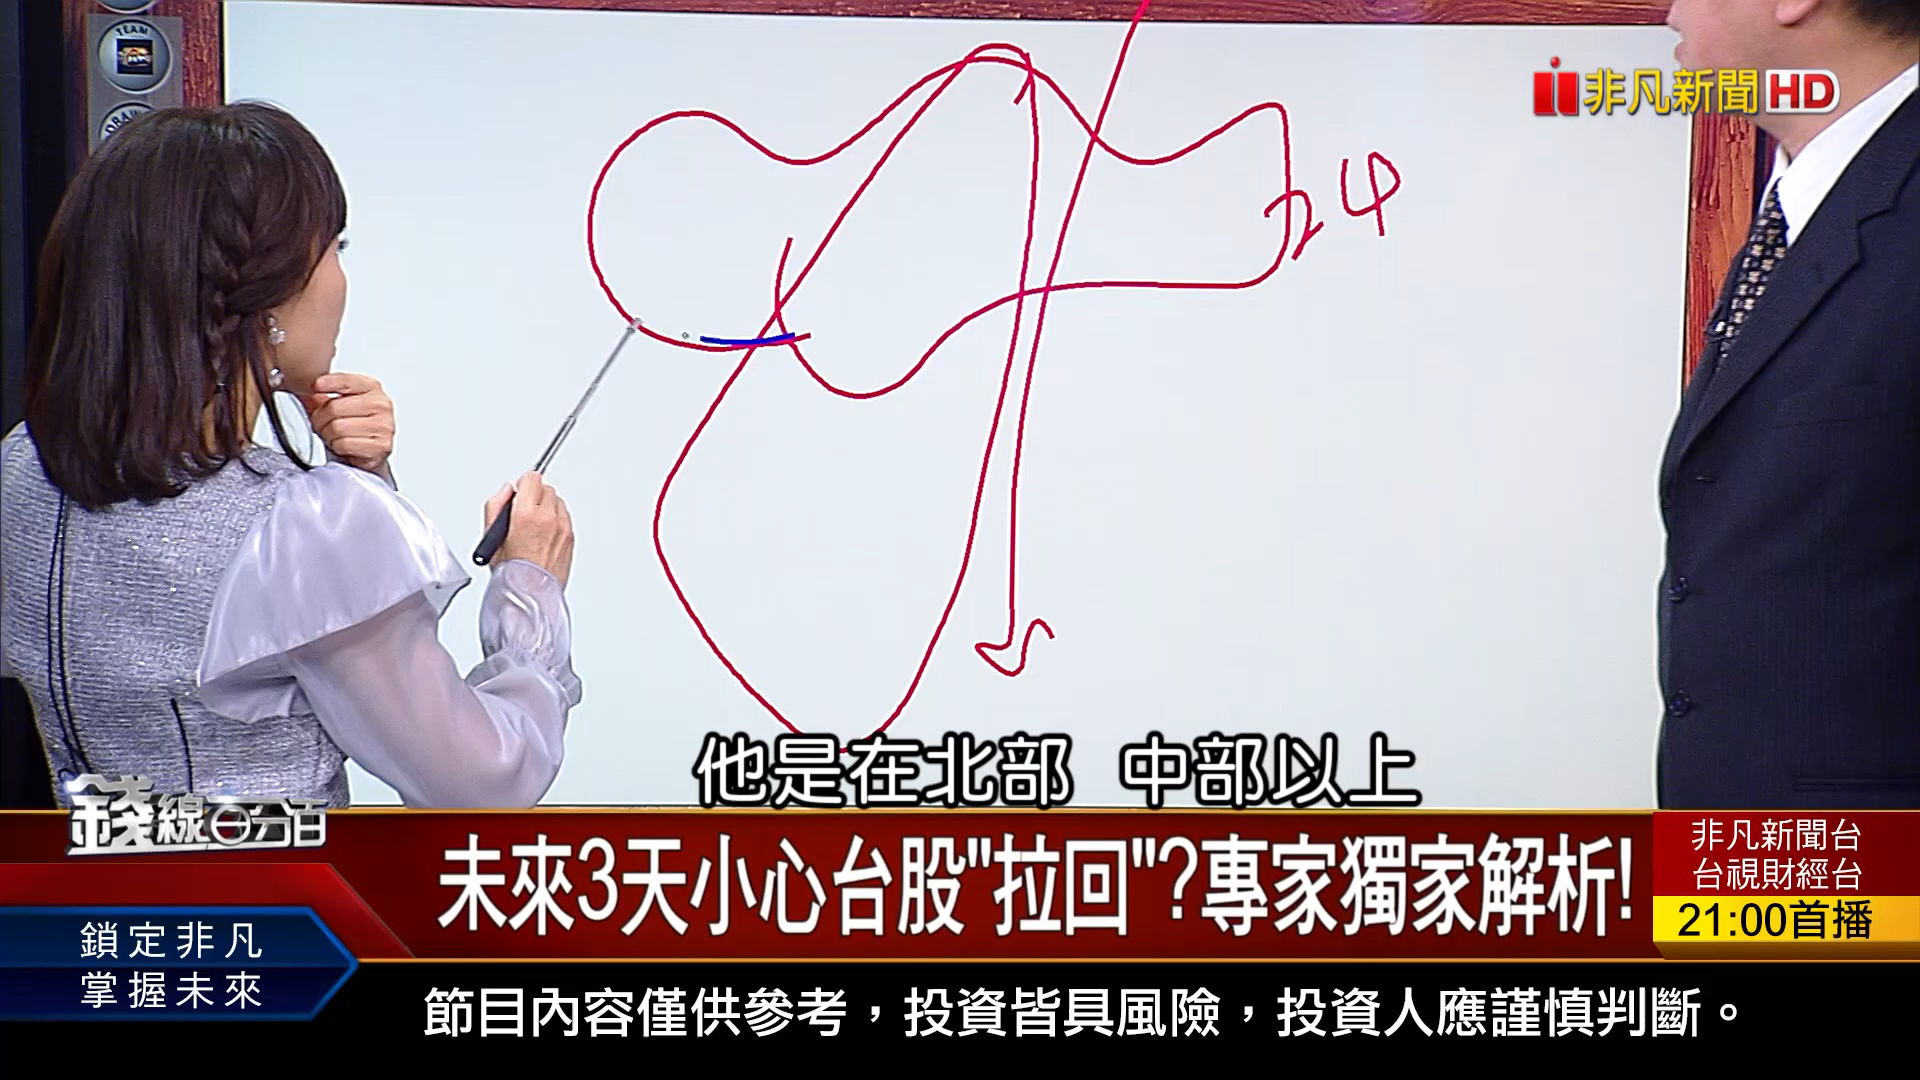 TEAM
DRAW
非凡新聞HD
24
他是在北部 中部以上
錢線百分百
未來3天小心台股"拉回"?專家獨家解析!
非凡新聞台
台視財經台
21:00首播
鎖定非凡
掌握未來
節目內容僅供參考，投資皆具風險，投資人應謹慎判斷。